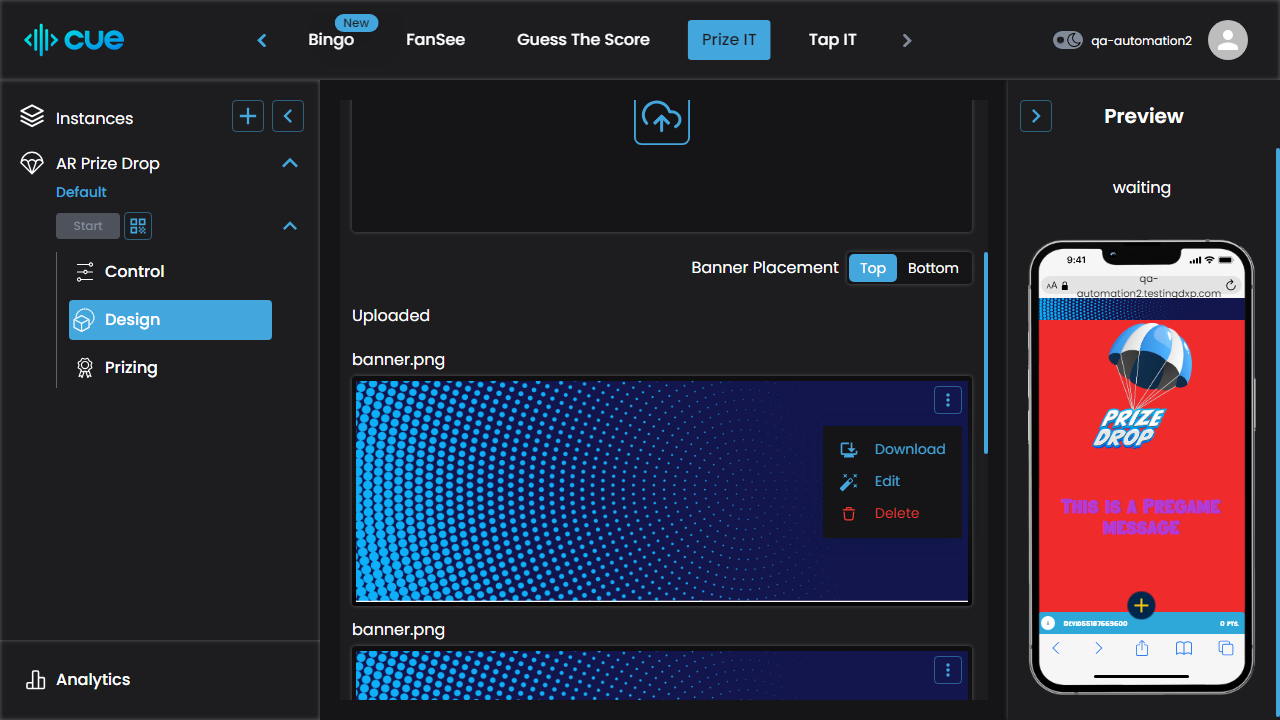 cue
New
Bingo
FanSee
Guess The Score
Prize IT
Tap IT
qa-automation2
Instances
AR Prize Drop
Default
Start
Control
Design
Prizing
Analytics
Banner Placement
Top
Bottom
Uploaded
banner.png
Download
Edit
Delete
banner.png
Preview
waiting
9:41
AA
qa-
automation2.testingdxp.com
PRIZE
DROP
This is a Pregame
message
0 PTS.